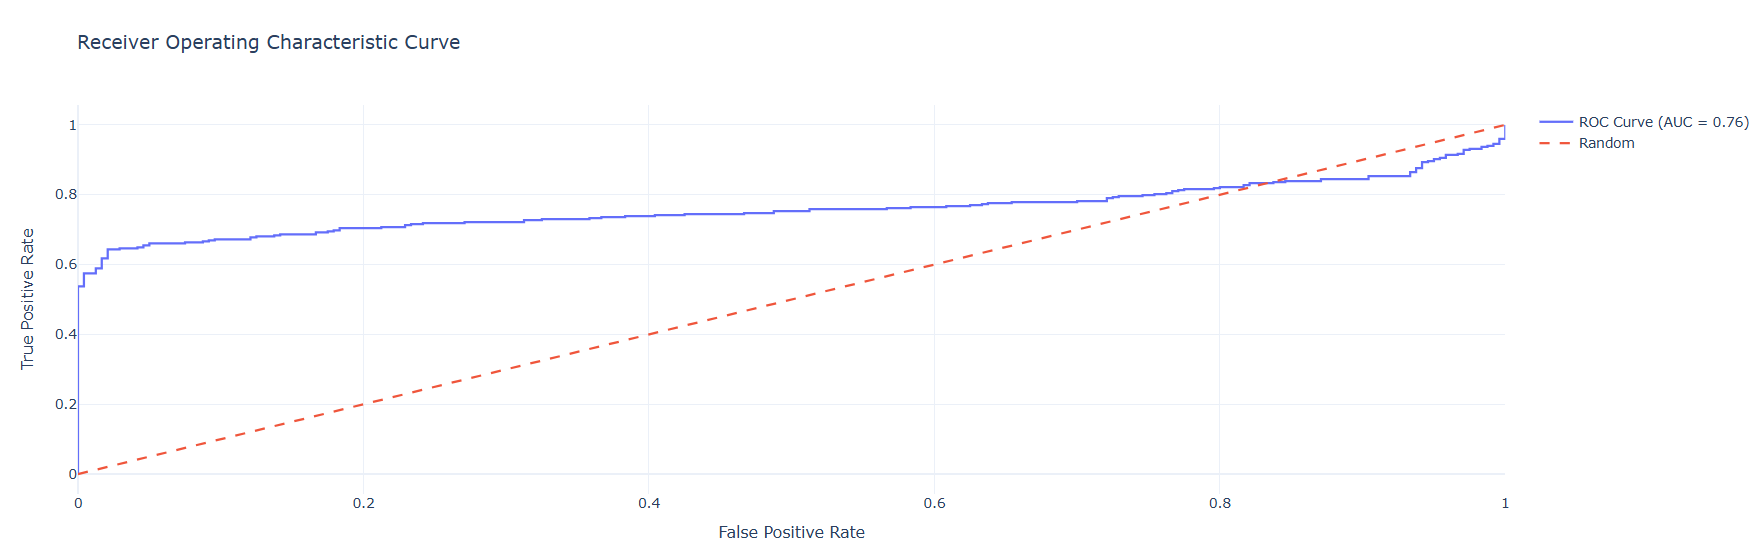 Receiver Operating Characteristic Curve
ROC Curve (AUC = 0.76)
Random
True Positive Rate
1
0.8
0.6
0.4
0.2
0
0 0.2 0.4 0.6 0.8 1
False Positive Rate